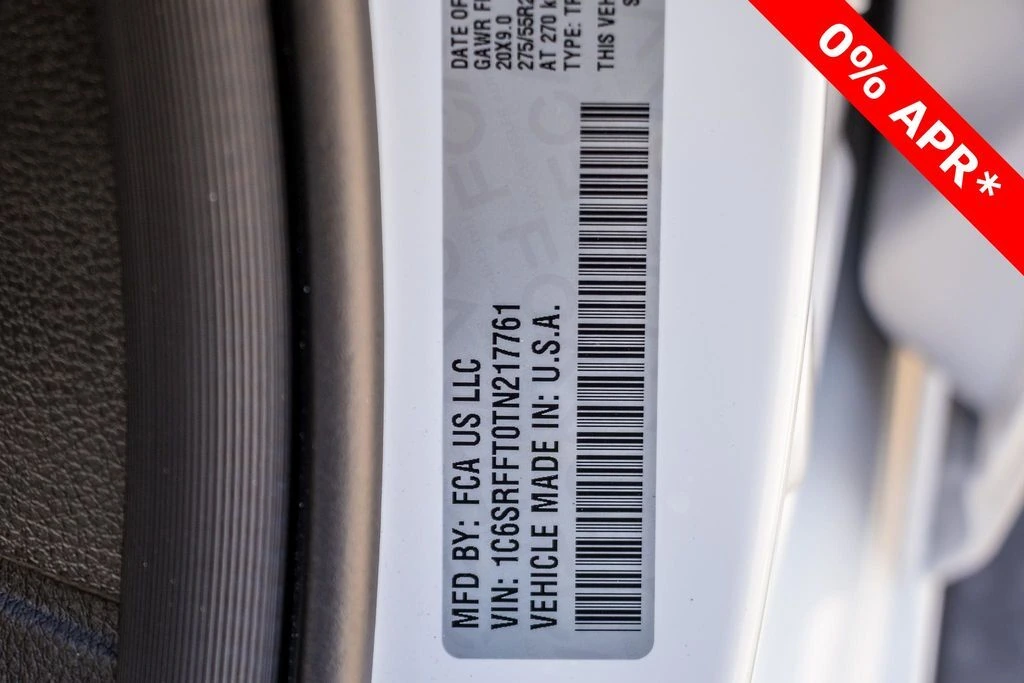 MFD BY: FCA US LLC
VIN: 1C6SRFFT0TN217761
VEHICLE MADE IN: U.S.A.
DATE OF
GAWR
20X9.0
275/55R2
AT 270
TYPE:
THIS
0% APR*